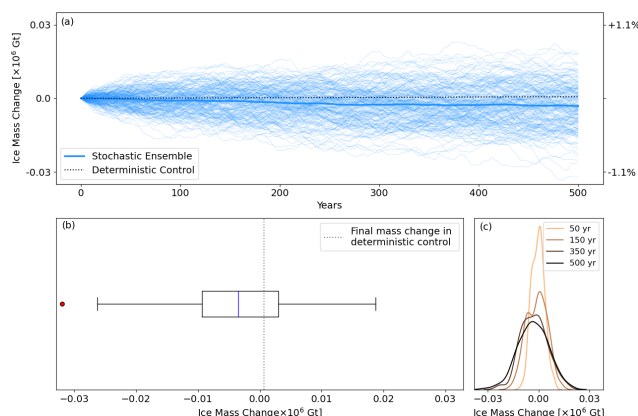 (a)
Ice Mass Change [×10⁶ Gt]
0.03
0.0
-0.03
+1.1%
-1.1%
Stochastic Ensemble
Deterministic Control
0
100
200
300
400
500
Years
(b)
Final mass change in
deterministic control
−0.03
−0.02
−0.01
0.00
0.01
0.02
0.03
Ice Mass Change×10⁶ Gt]
(c)
50 yr
150 yr
350 yr
500 yr
−0.03
0.00
0.03
Ice Mass Change [×10⁶ Gt]